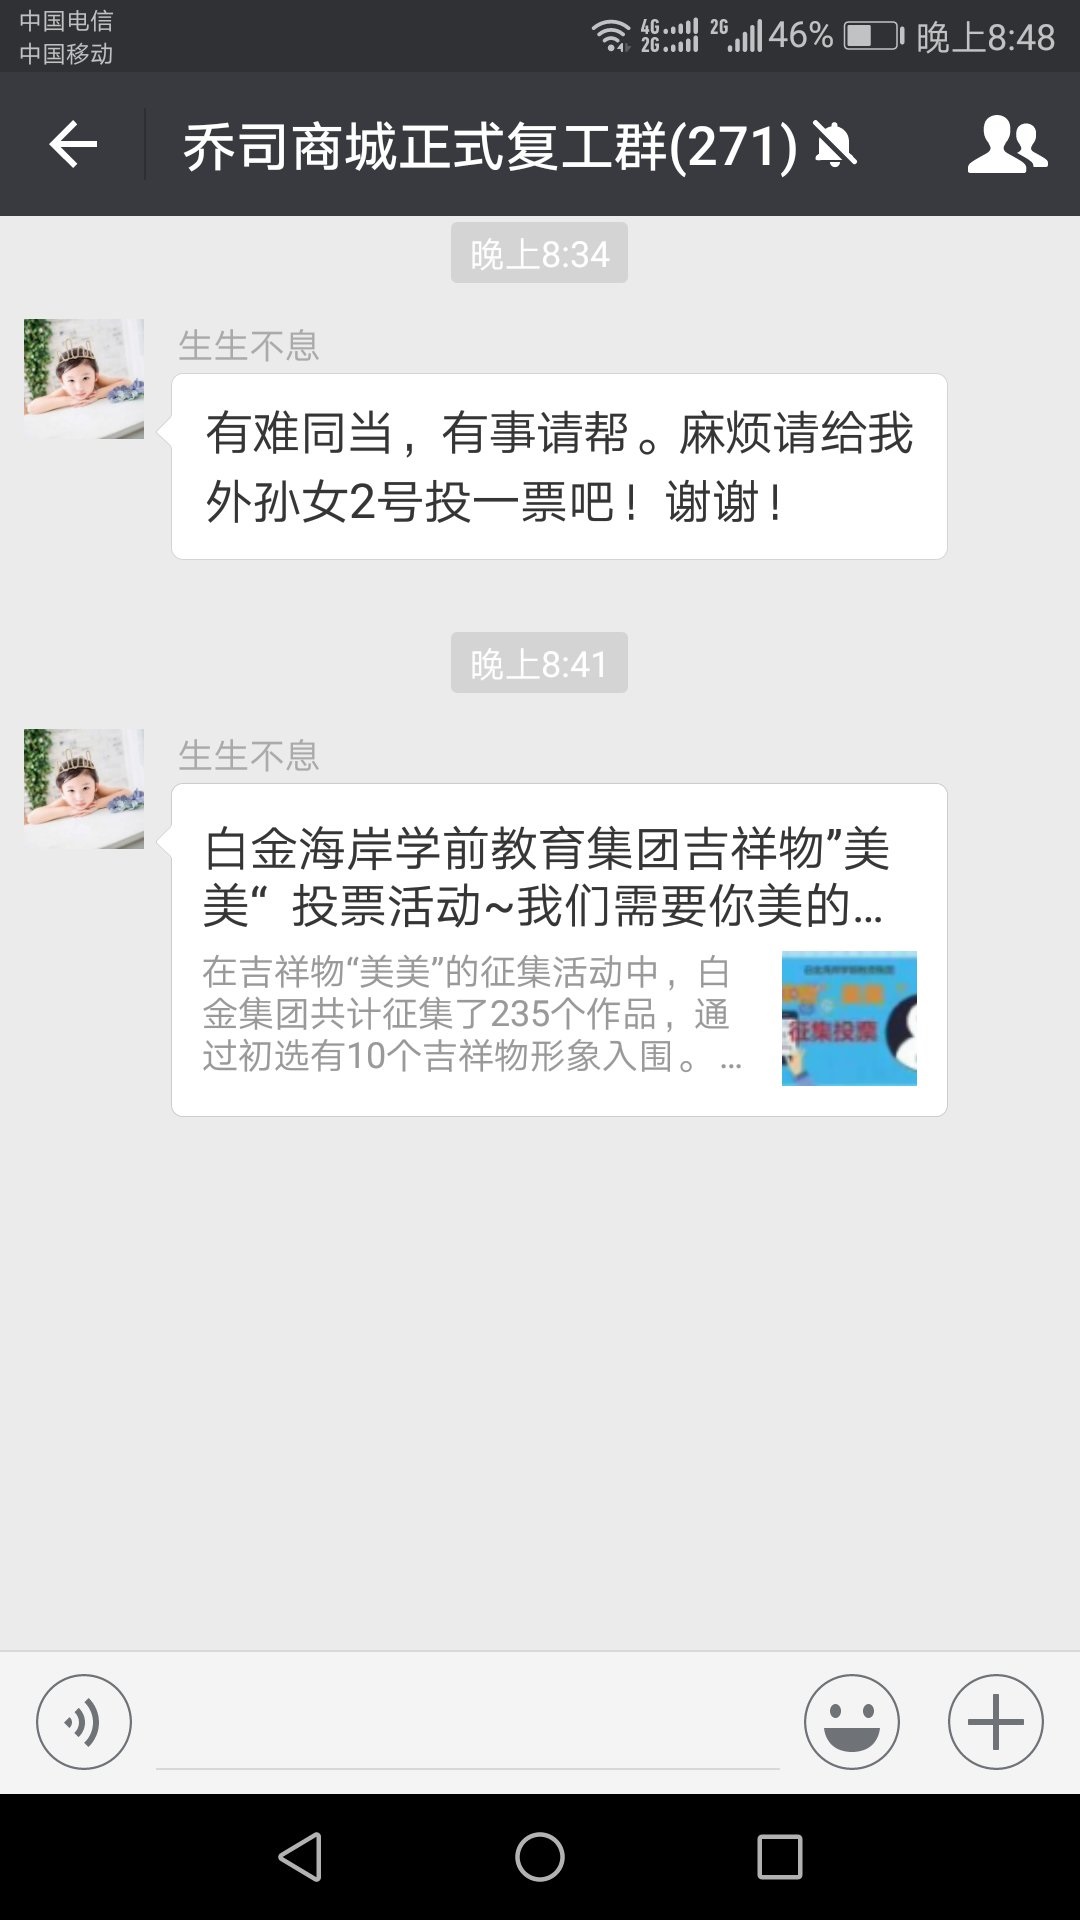 中国电信
中国移动
4G
2G
2G
46%
晚上8:48
乔司商城正式复工群(271)
晚上8:34
生生不息
有难同当，有事请帮。麻烦请给我
外孙女2号投一票吧！谢谢！
晚上8:41
生生不息
白金海岸学前教育集团吉祥物”美
美“ 投票活动~我们需要你美的...
在吉祥物“美美”的征集活动中，白
金集团共计征集了235个作品，通
过初选有10个吉祥物形象入围。...
征集投票